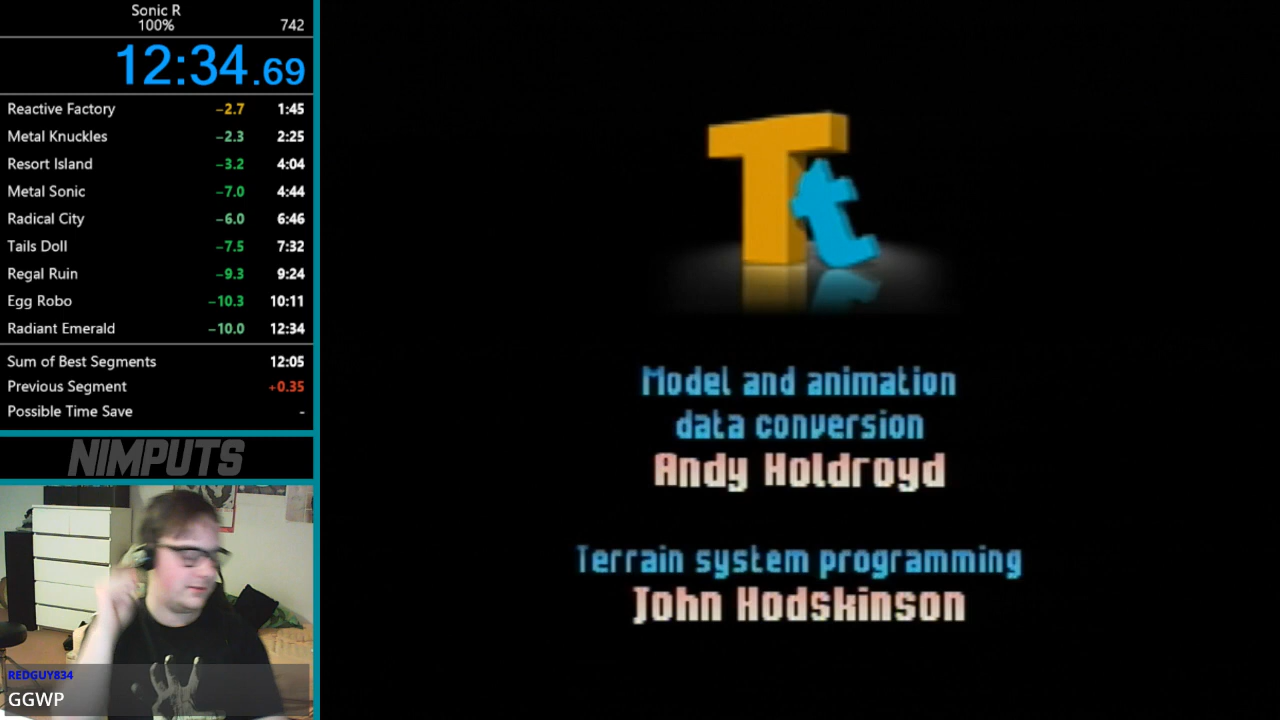 Sonic R
100% 742
12:34.69
Reactive Factory -2.7 1:45
Metal Knuckles -2.3 2:25
Resort Island -3.2 4:04
Metal Sonic -7.0 4:44
Radical City -6.0 6:46
Tails Doll -7.5 7:32
Regal Ruin -9.3 9:24
Egg Robo -10.3 10:11
Radiant Emerald -10.0 12:34
Sum of Best Segments 12:05
Previous Segment +0.35
Possible Time Save -
NIMPUTS
REDGUY834
GGWP
Tt
Model and animation
data conversion
Andy Holdroyd
Terrain system programming
John Hodskinson